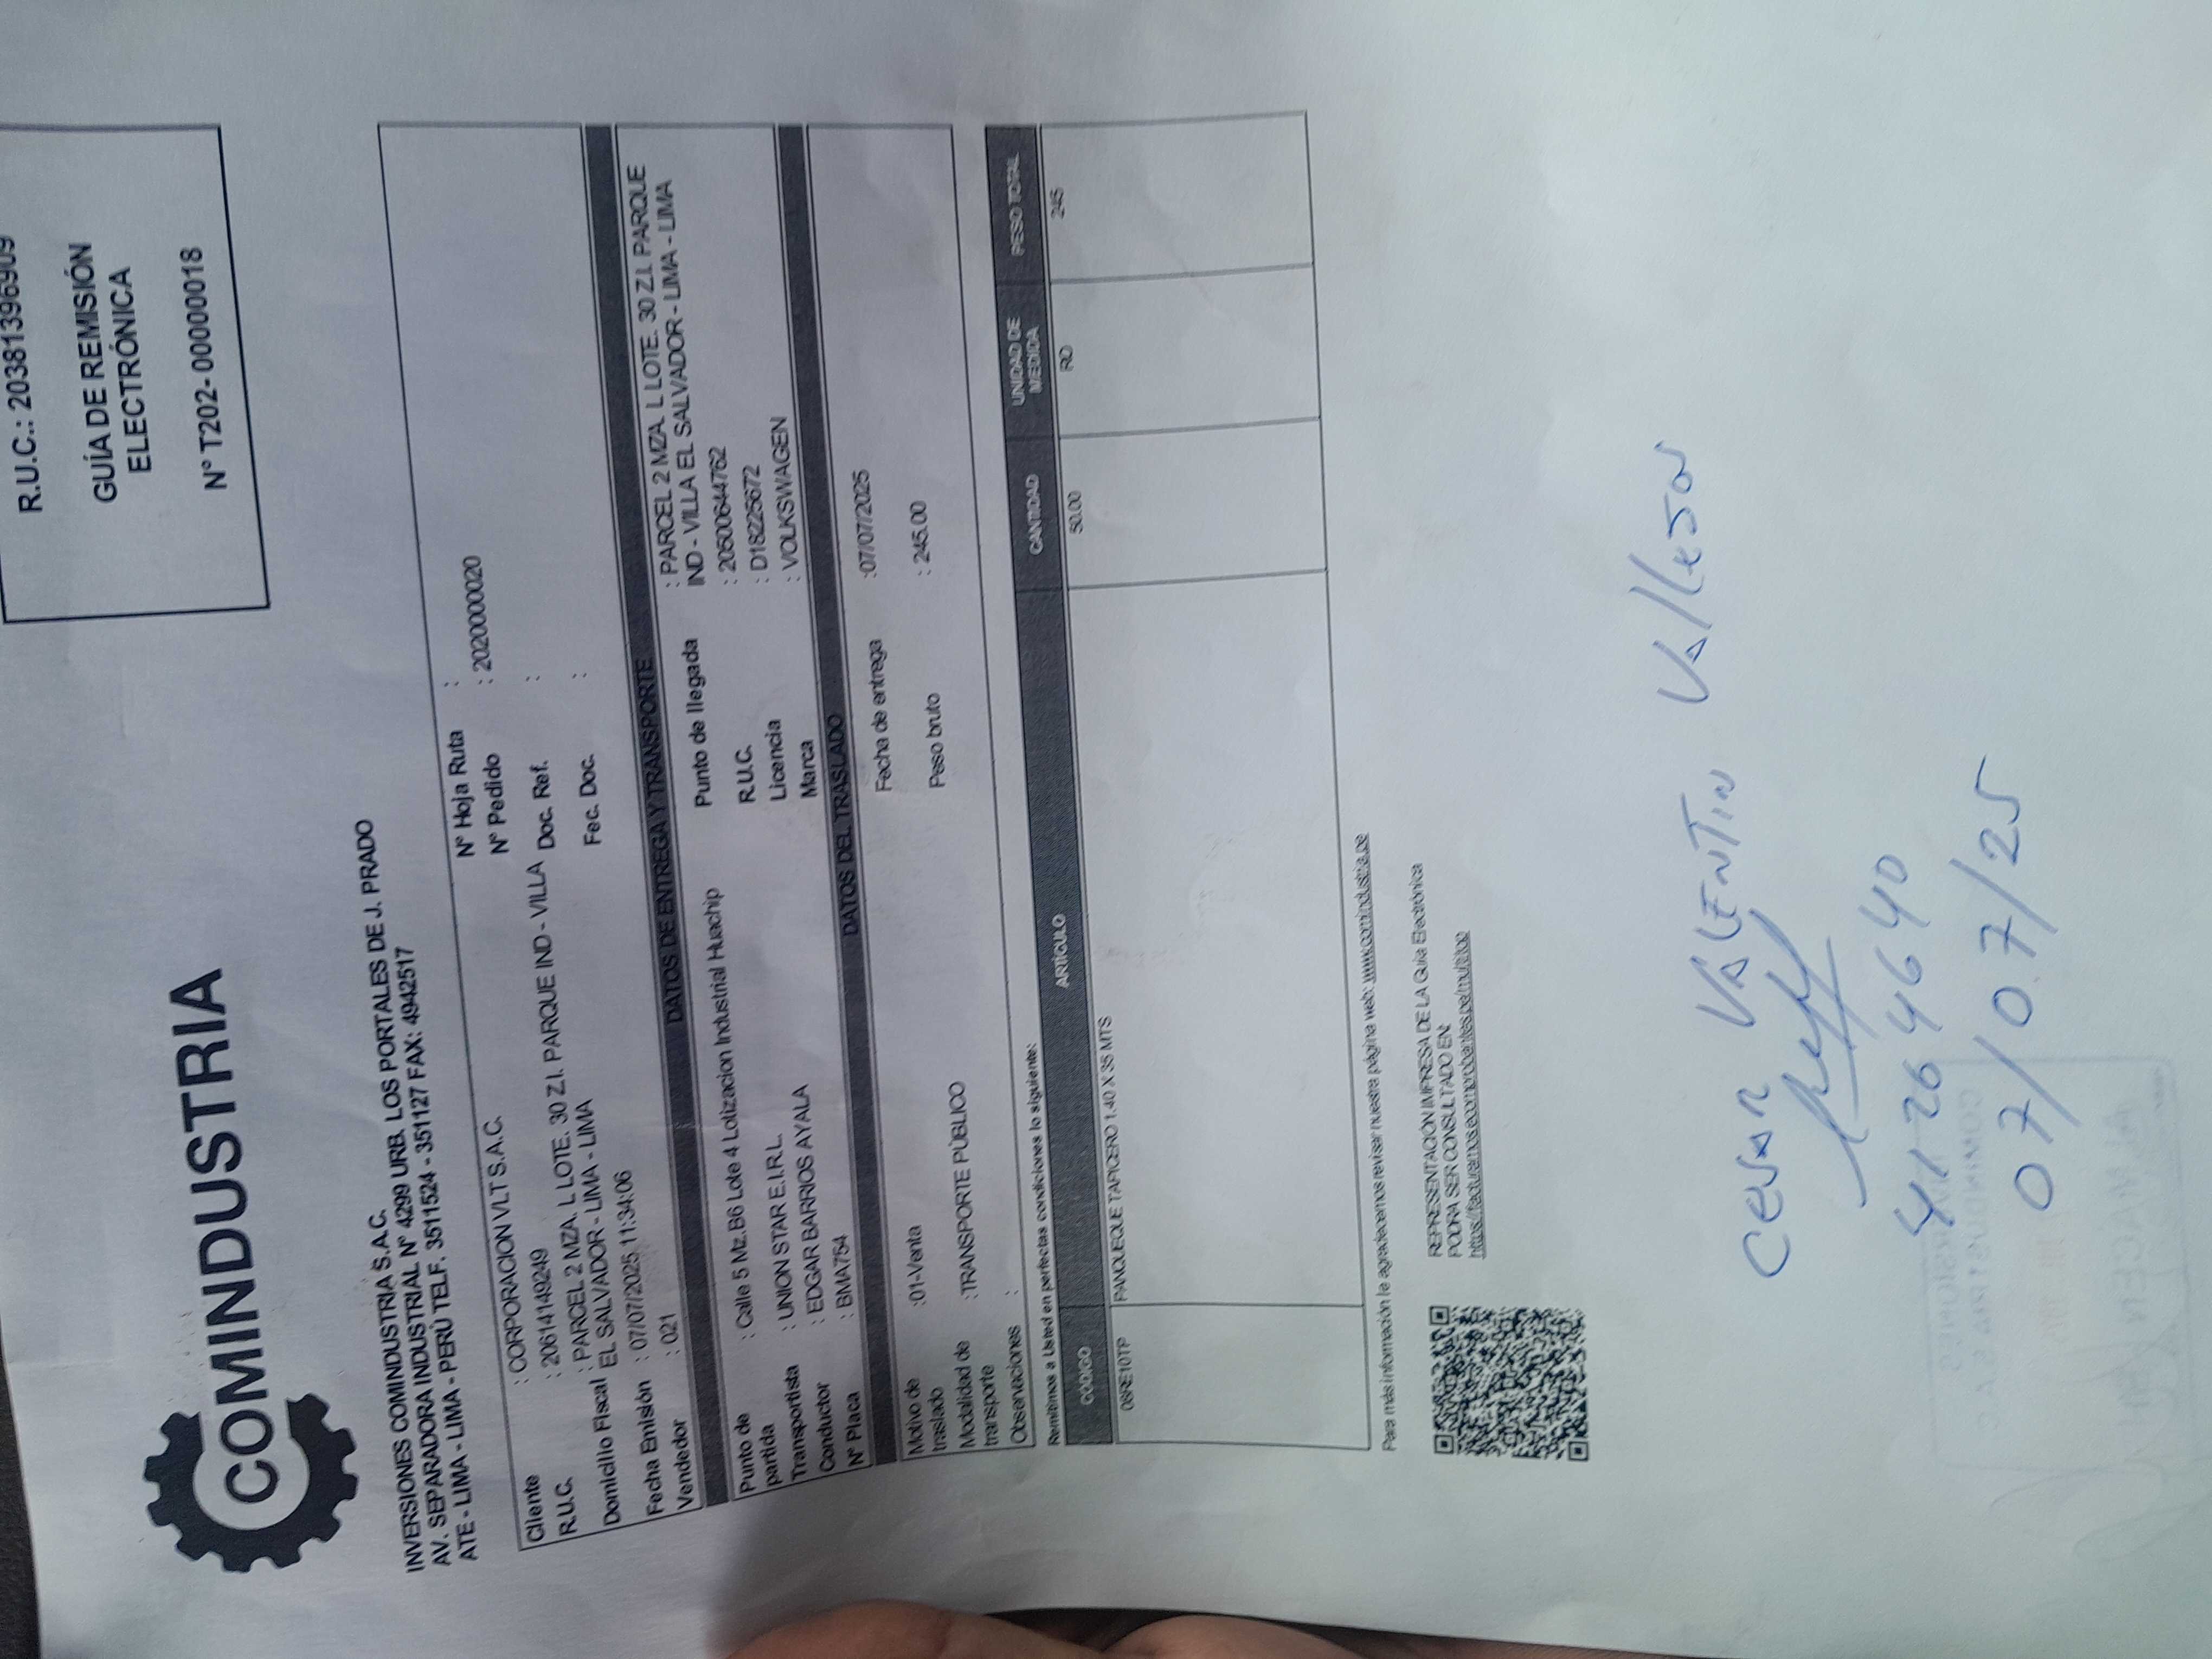 COMINDUSTRIA
R.U.C.: 20381396909
GUÍA DE REMISIÓN
ELECTRÓNICA
N° T202- 00000018
INVERSIONES COMINDUSTRIA S.A.C.
AV. SEPARADORA INDUSTRIAL N° 4299 URB. LOS PORTALES DE J. PRADO
ATE - LIMA - LIMA - PERÚ TELF. 3511524 - 351127 FAX: 4942517
Cliente : CORPORACION VLT S.A.C.
R.U.C. : 20614149249
Domicilio Fiscal : PARCEL 2 MZA. L LOTE. 30 Z.I. PARQUE IND - VILLA
EL SALVADOR - LIMA - LIMA
Fecha Emisión : 07/07/2025 11:34:06
Vendedor : 021
N° Hoja Ruta :
N° Pedido : 202000020
Doc. Ref. :
Fec. Doc. :
DATOS DE ENTREGA Y TRANSPORTE
Punto de partida : Calle 5 Mz.B6 Lote 4 Lotizacion Industrial Huachip
Transportista : UNION STAR E.I.R.L.
Conductor : EDGAR BARRIOS AYALA
N° Placa : BMA754
Punto de llegada : PARCEL 2 MZA. L LOTE. 30 Z.I. PARQUE
IND - VILLA EL SALVADOR - LIMA - LIMA
R.U.C. : 20500644762
Licencia : D18225672
Marca : VOLKSWAGEN
DATOS DEL TRASLADO
Motivo de traslado :01-Venta
Fecha de entrega :07/07/2025
Modalidad de transporte :TRANSPORTE PÚBLICO
Peso bruto : 245.00
Observaciones :
Remitimos a Usted en perfectas condiciones lo siguiente:
CODIGO ARTÍCULO CANTIDAD UNIDAD DE MEDIDA PESO TOTAL
06RE10TP PANQUEQUE TAPICERO 1.40 X 35 MTS 50.00 RO 245
Para más información le agradecemos revisar nuestra página web: www.comindustria.pe
REPRESENTACIÓN IMPRESA DE LA Guía Electrónica
PODRA SER CONSULTADO EN:
Cesar VALENTIN Vallejon
41264640
07/07/25